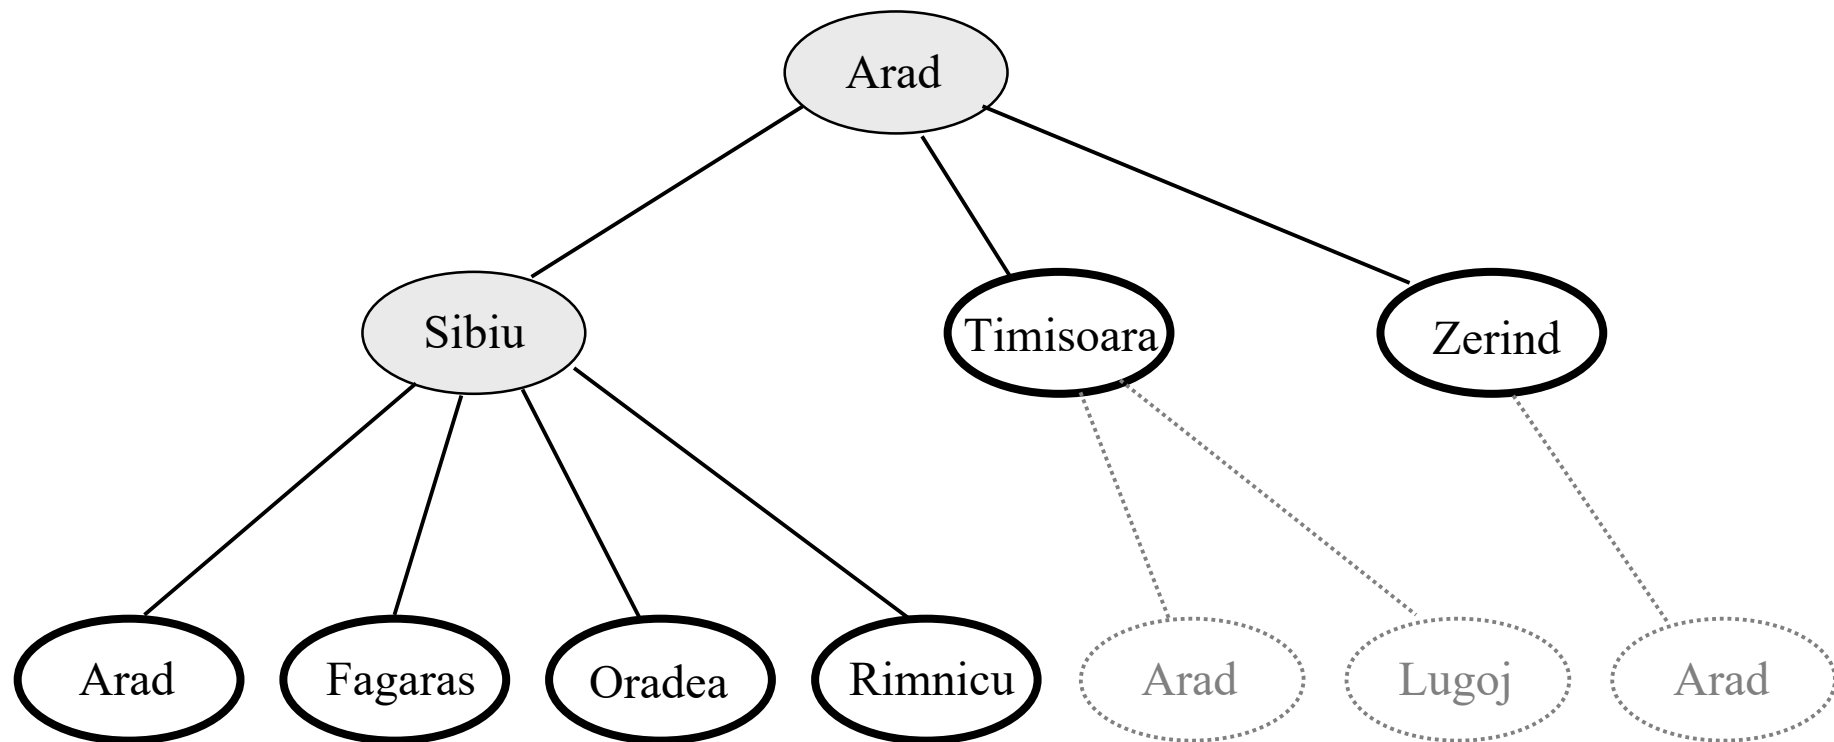 Arad
Sibiu
Timisoara
Zerind
Arad
Fagaras
Oradea
Rimnicu
Arad
Lugoj
Arad